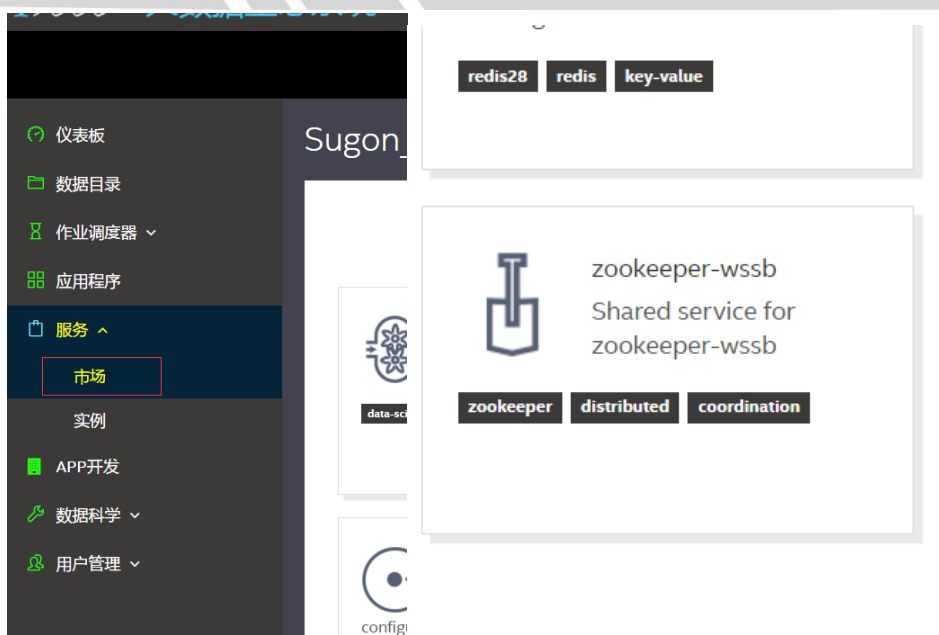 仪表板
数据目录
作业调度器
应用程序
服务
市场
实例
APP开发
数据科学
用户管理
Sugon_
data-sci
config
redis28 redis key-value
zookeeper-wssb
Shared service for
zookeeper-wssb
zookeeper distributed coordination